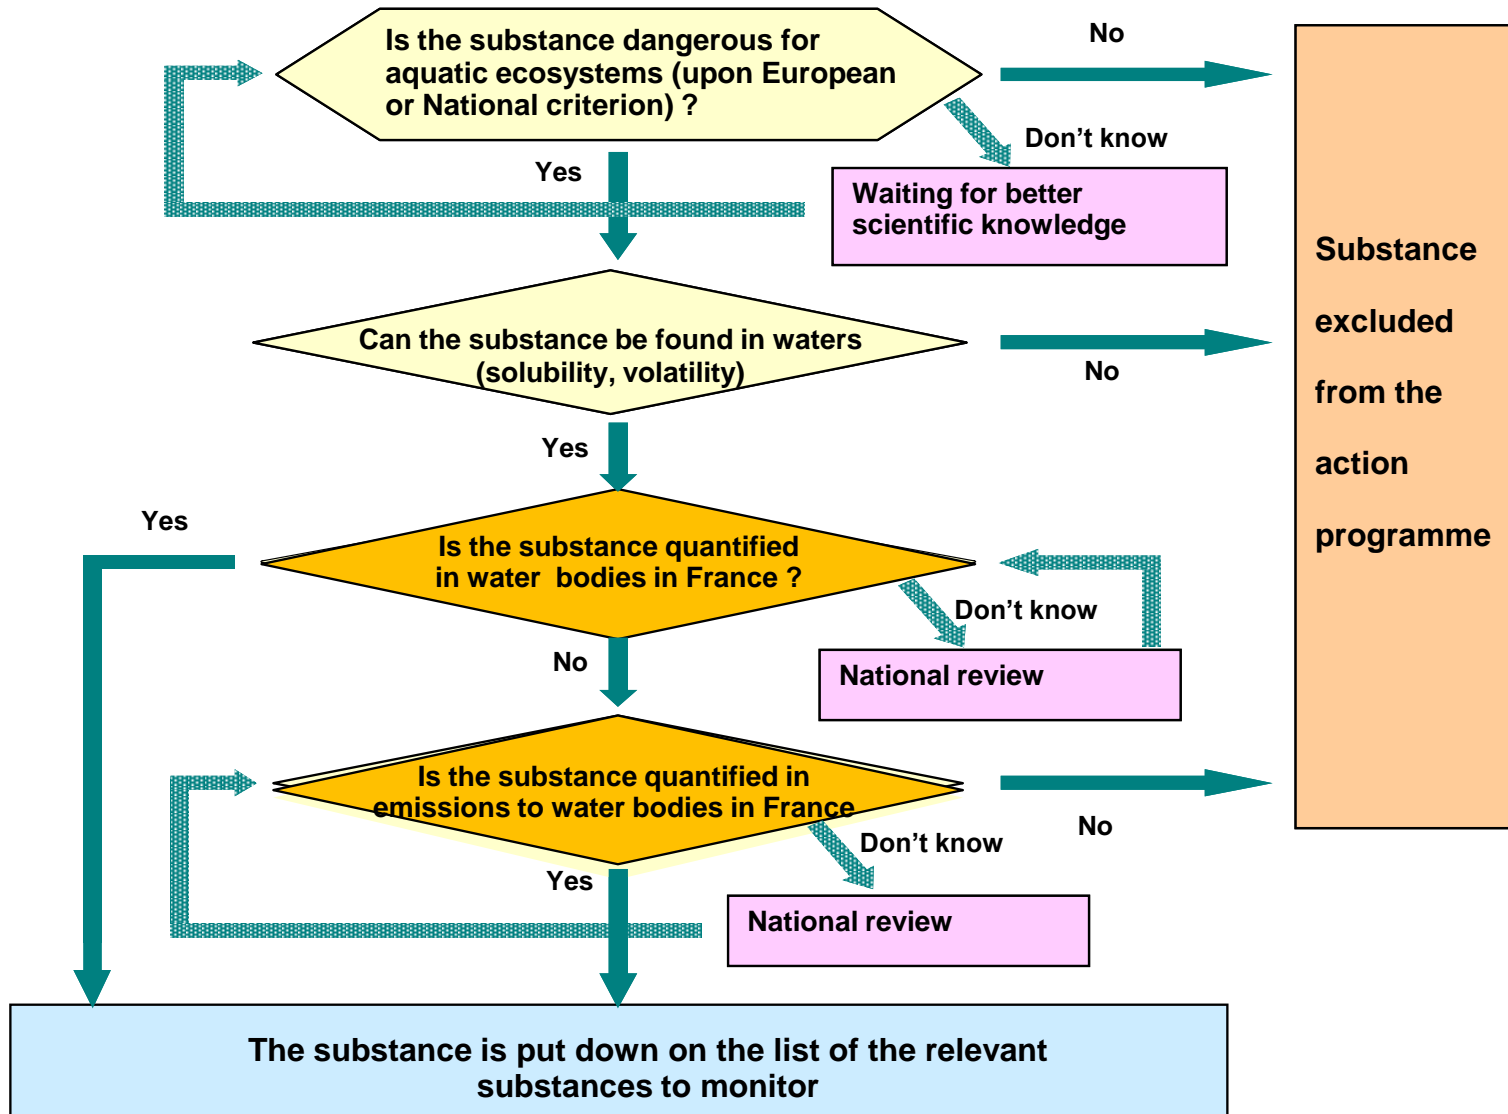 Is the substance dangerous for
aquatic ecosystems (upon European
or National criterion) ?
No
Don't know
Yes
Waiting for better
scientific knowledge
Substance
excluded
from the
action
programme
Can the substance be found in waters
(solubility, volatility)
No
Yes
Yes
Is the substance quantified
in water  bodies in France ?
Don't know
No
National review
Is the substance quantified in
emissions to water bodies in France
No
Don't know
Yes
National review
The substance is put down on the list of the relevant
substances to monitor